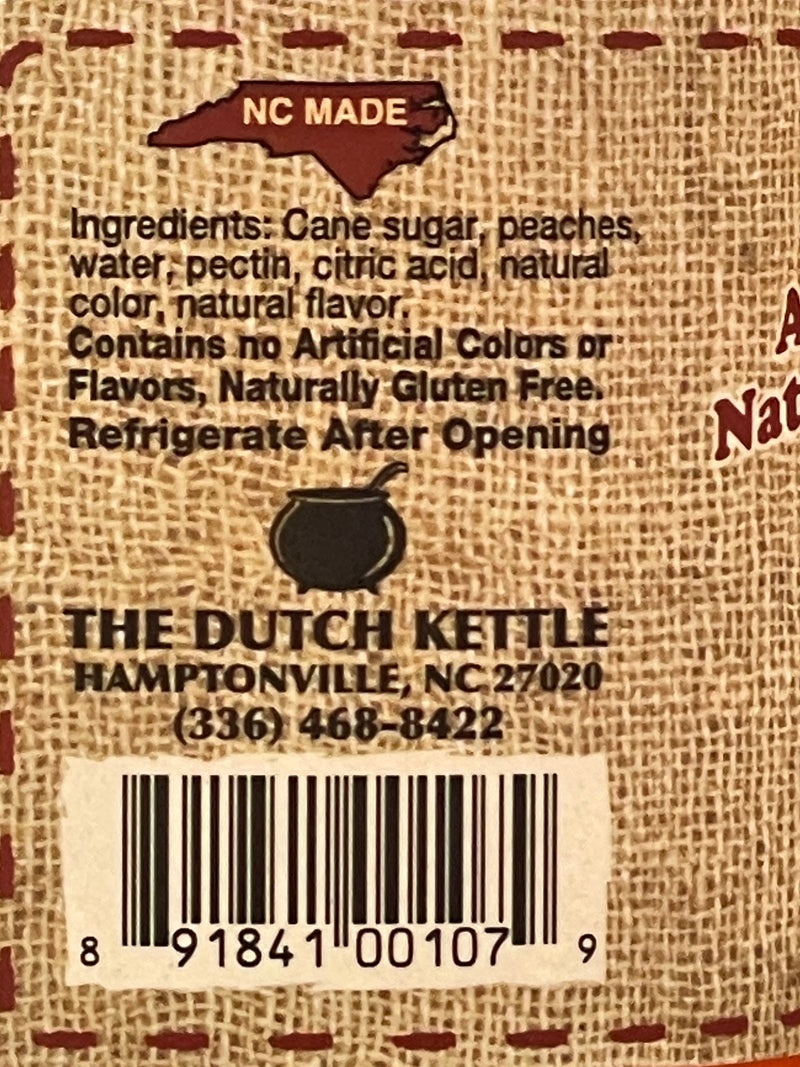 NC MADE
Ingredients: Cane sugar, peaches,
water, pectin, citric acid, natural
color, natural flavor.
Contains no Artificial Colors or
Flavors, Naturally Gluten Free.
Refrigerate After Opening
THE DUTCH KETTLE
HAMPTONVILLE, NC 27020
(336) 468-8422
8 91841 00107 9